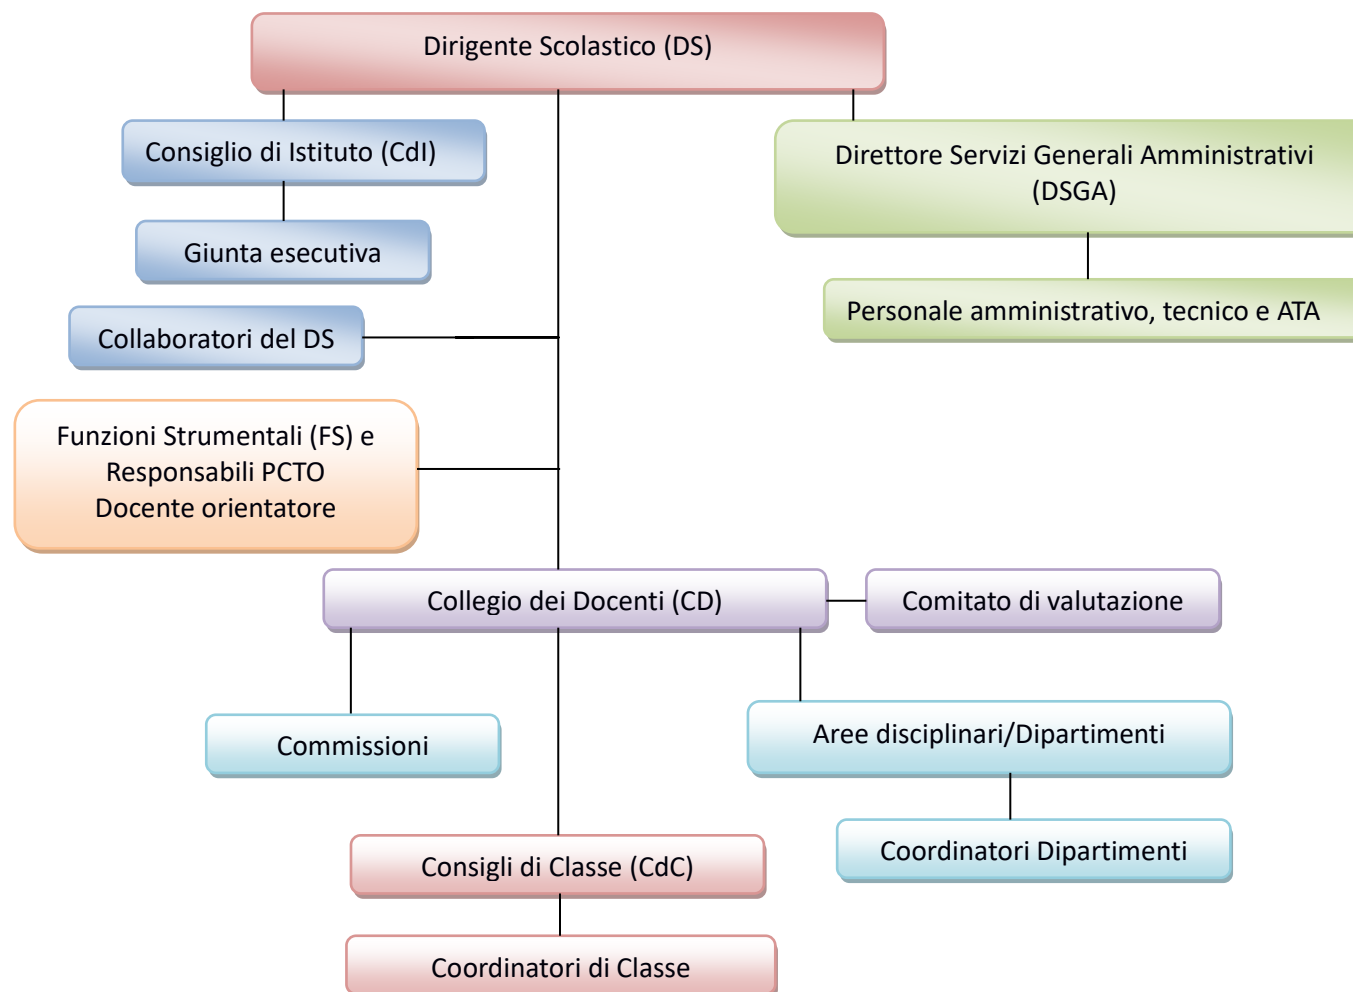 Dirigente Scolastico (DS)
Consiglio di Istituto (CdI)
Direttore Servizi Generali Amministrativi
(DSGA)
Giunta esecutiva
Personale amministrativo, tecnico e ATA
Collaboratori del DS
Funzioni Strumentali (FS) e
Responsabili PCTO
Docente orientatore
Collegio dei Docenti (CD)
Comitato di valutazione
Commissioni
Aree disciplinari/Dipartimenti
Coordinatori Dipartimenti
Consigli di Classe (CdC)
Coordinatori di Classe